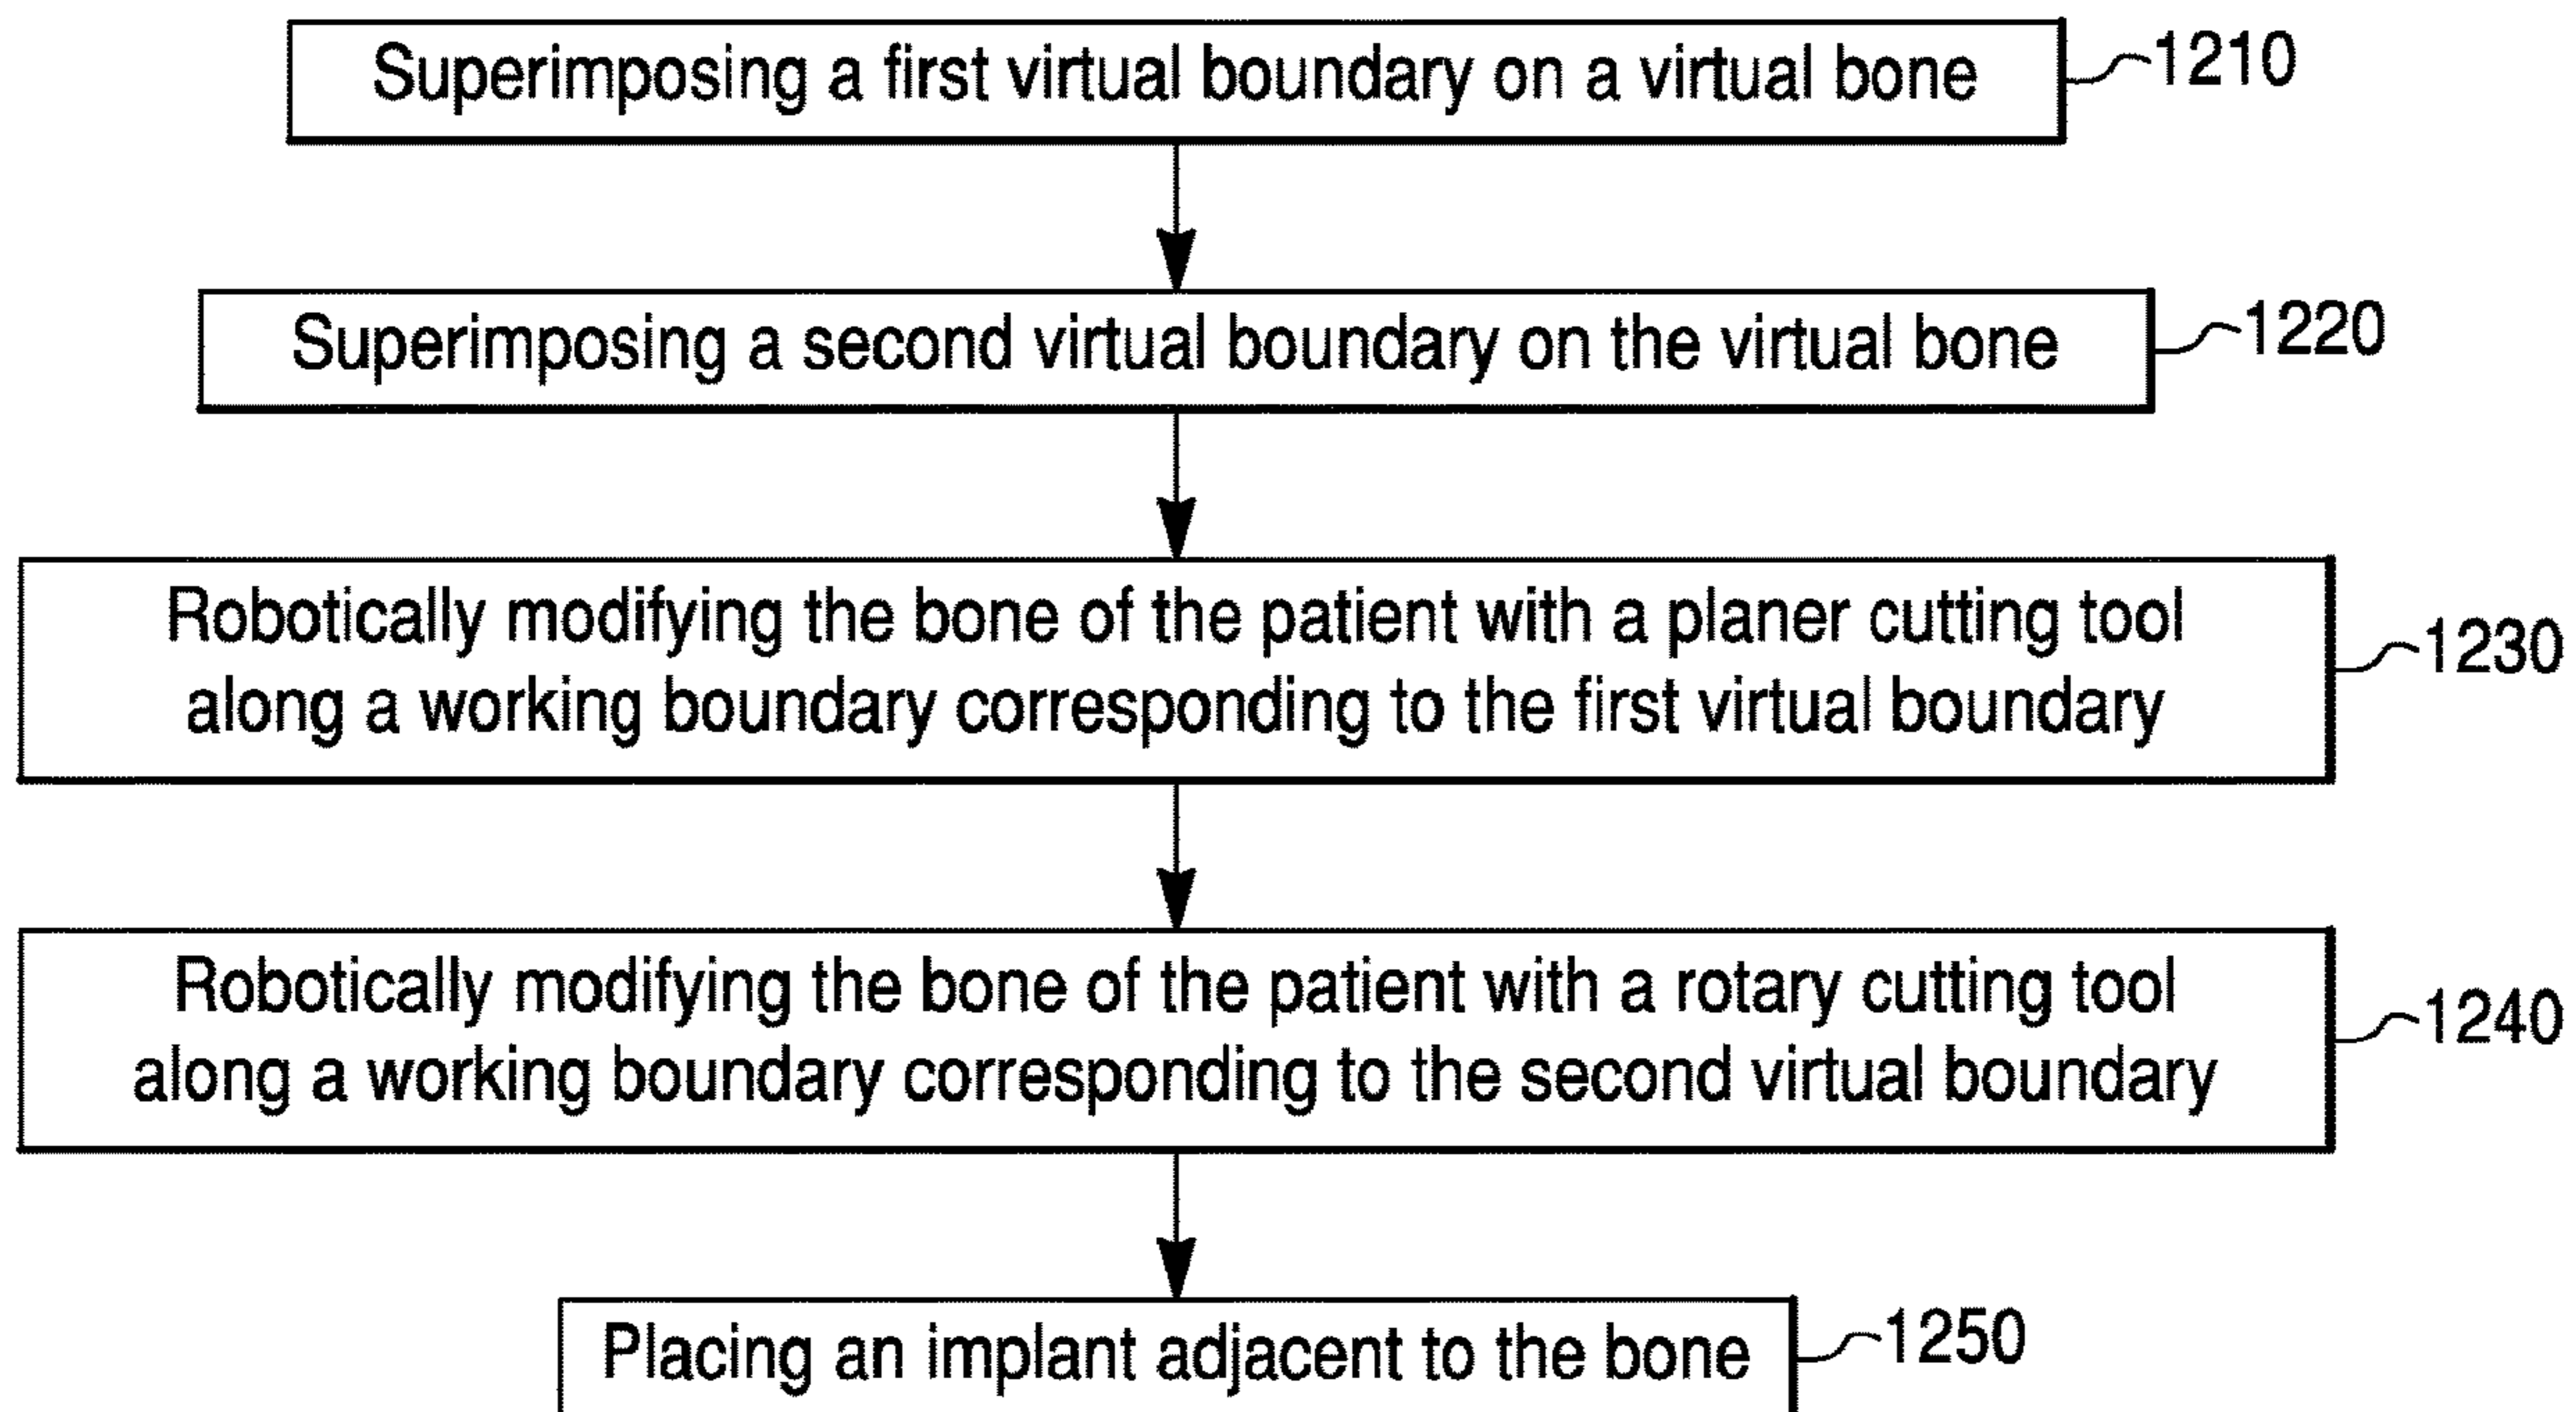 Superimposing a first virtual boundary on a virtual bone 1210
Superimposing a second virtual boundary on the virtual bone 1220
Robotically modifying the bone of the patient with a planer cutting tool
along a working boundary corresponding to the first virtual boundary
1230
Robotically modifying the bone of the patient with a rotary cutting tool
along a working boundary corresponding to the second virtual boundary
1240
Placing an implant adjacent to the bone 1250